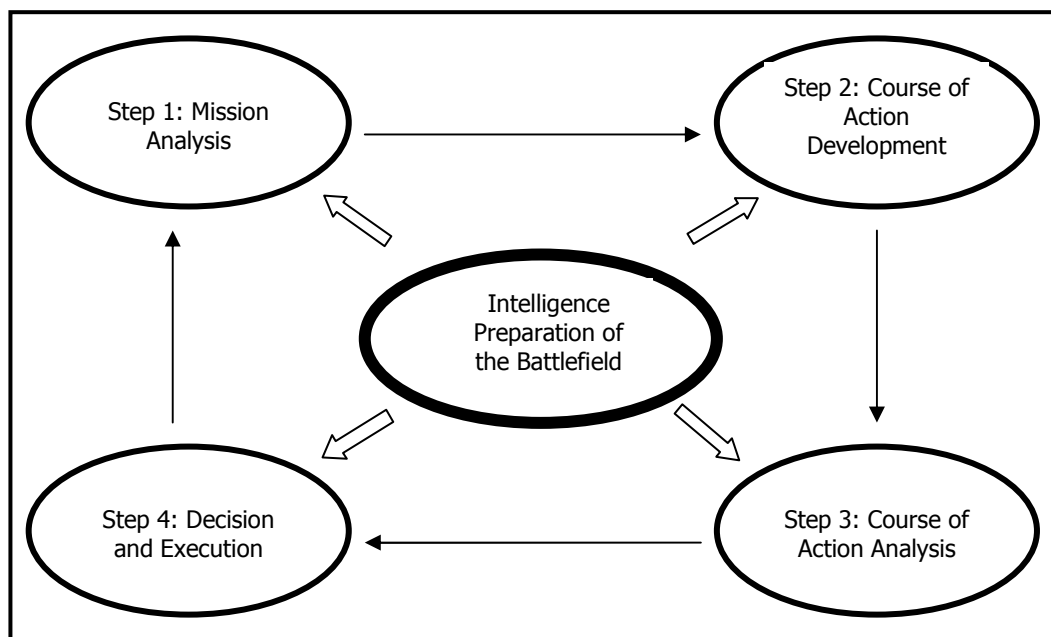 Step 1: Mission
Analysis
Step 2: Course of
Action
Development
Intelligence
Preparation of
the Battlefield
Step 4: Decision
and Execution
Step 3: Course of
Action Analysis